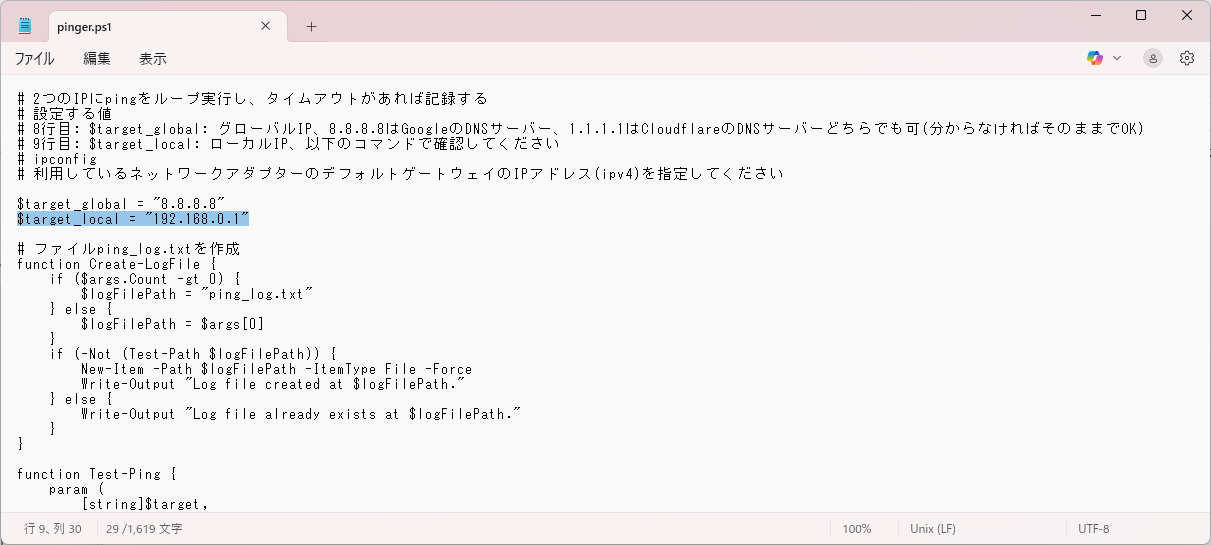 pinger.ps1
ファイル 編集 表示
# 2つのIPにpingをループ実行し、タイムアウトがあれば記録する
# 設定する値
# 8行目: $target_global: グローバルIP、8.8.8.8はGoogleのDNSサーバー、1.1.1.1はCloudflareのDNSサーバーどちらでも可(分からなければそのままでOK)
# 9行目: $target_local: ローカルIP、以下のコマンドで確認してください
# ipconfig
# 利用しているネットワークアダプターのデフォルトゲートウェイのIPアドレス(ipv4)を指定してください

$target_global = "8.8.8.8"
$target_local = "192.168.0.1"

# ファイルping_log.txtを作成
function Create-LogFile {
    if ($args.Count -gt 0) {
        $logFilePath = "ping_log.txt"
    } else {
        $logFilePath = $args[0]
    }
    if (-Not (Test-Path $logFilePath)) {
        New-Item -Path $logFilePath -ItemType File -Force
        Write-Output "Log file created at $logFilePath."
    } else {
        Write-Output "Log file already exists at $logFilePath."
    }
}

function Test-Ping {
    param (
        [string]$target,
行 9、列 30 29 /1,619 文字 100% Unix (LF) UTF-8